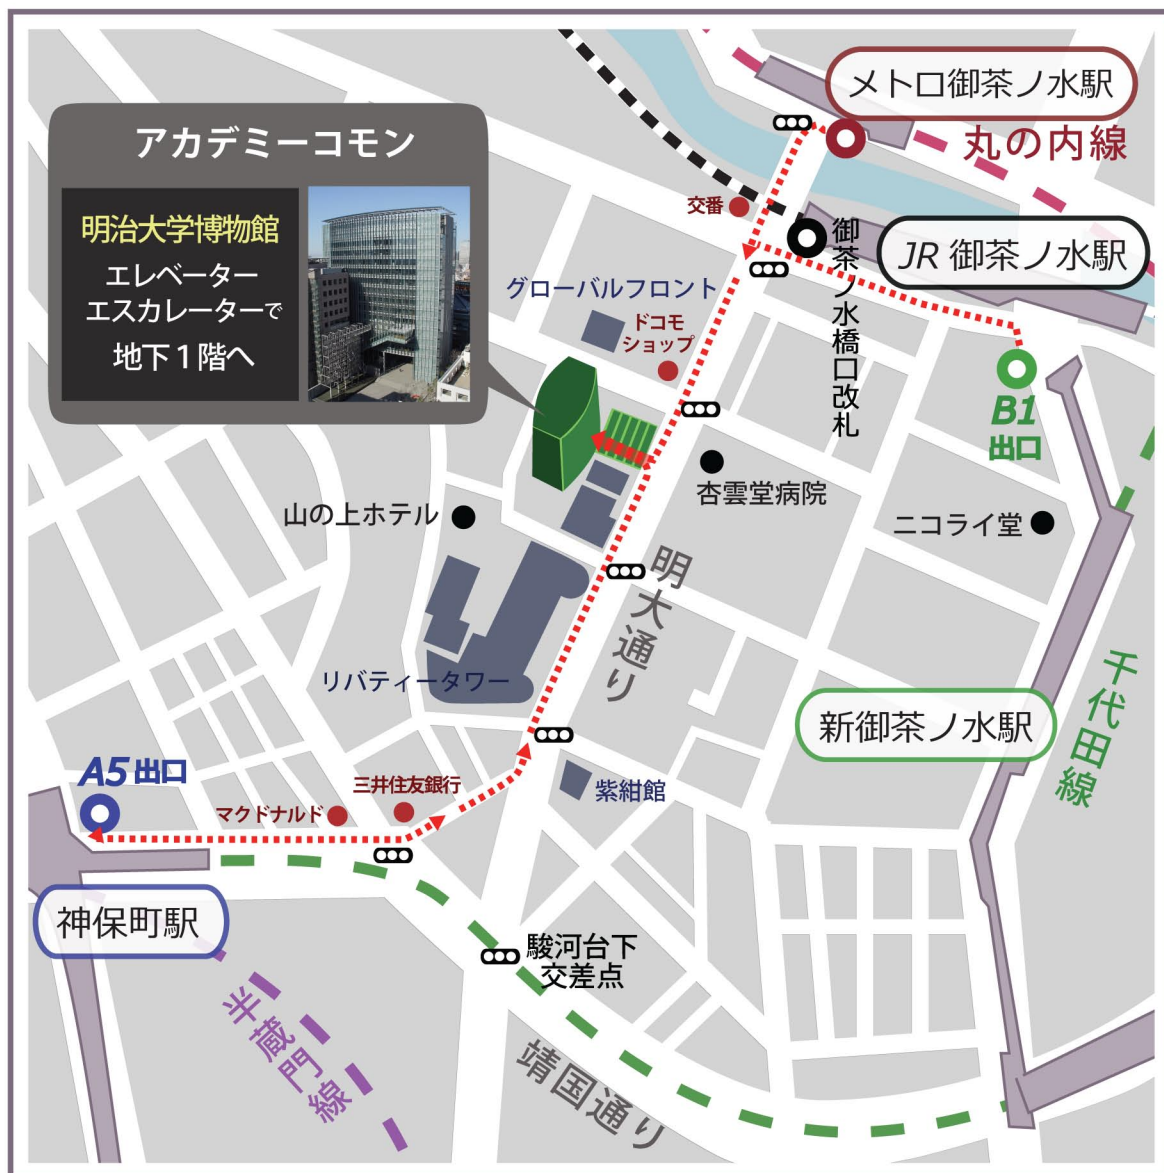 メトロ御茶ノ水駅
丸の内線
アカデミーコモン
明治大学博物館
エレベーター
エスカレーターで
地下1階へ
交番
JR 御茶ノ水駅
御茶ノ水橋口改札
グローバルフロント
ドコモ
ショップ
B1
出口
杏雲堂病院
山の上ホテル
ニコライ堂
明大通り
リバティータワー
千代田線
新御茶ノ水駅
A5 出口
三井住友銀行
マクドナルド
紫紺館
神保町駅
駿河台下
交差点
半蔵門線
靖国通り